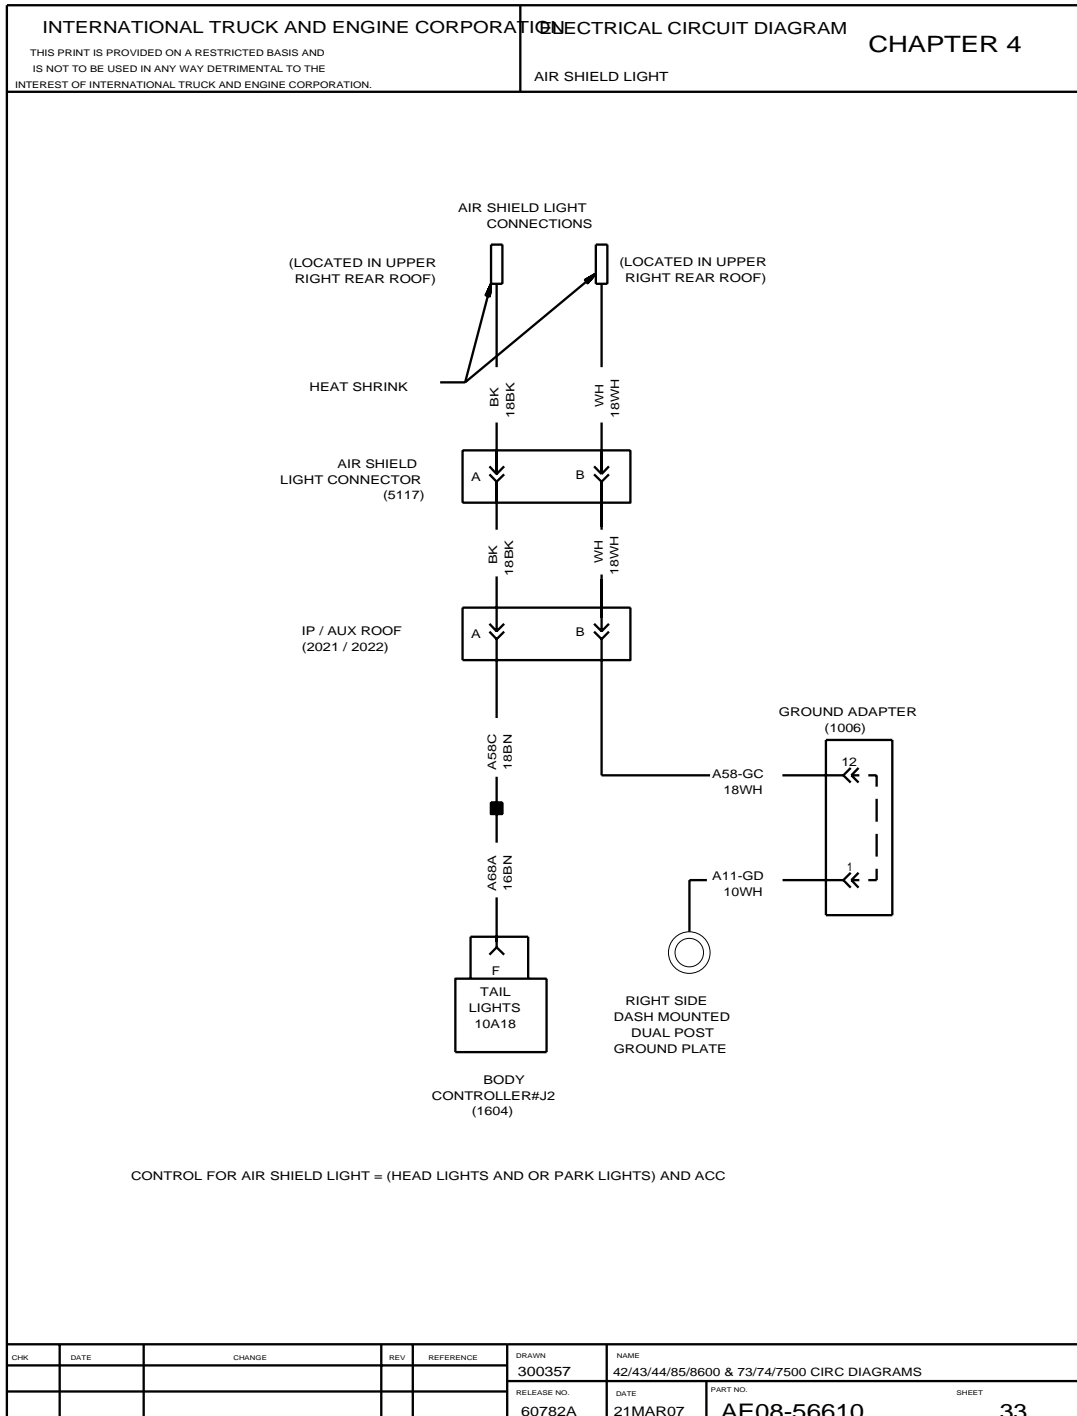 INTERNATIONAL TRUCK AND ENGINE CORPORATION
THIS PRINT IS PROVIDED ON A RESTRICTED BASIS AND
IS NOT TO BE USED IN ANY WAY DETRIMENTAL TO THE
INTEREST OF INTERNATIONAL TRUCK AND ENGINE CORPORATION.
ELECTRICAL CIRCUIT DIAGRAM
AIR SHIELD LIGHT
CHAPTER 4
AIR SHIELD LIGHT
CONNECTIONS
(LOCATED IN UPPER
RIGHT REAR ROOF)
(LOCATED IN UPPER
RIGHT REAR ROOF)
HEAT SHRINK
BK
18BK
WH
18WH
AIR SHIELD
LIGHT CONNECTOR
(5117)
A
B
BK
18BK
WH
18WH
IP / AUX ROOF
(2021 / 2022)
A
B
GROUND ADAPTER
(1006)
A58C
18BN
12
A58-GC
18WH
A68A
16BN
1
A11-GD
10WH
F
TAIL
LIGHTS
10A18
RIGHT SIDE
DASH MOUNTED
DUAL POST
GROUND PLATE
BODY
CONTROLLER#J2
(1604)
CONTROL FOR AIR SHIELD LIGHT = (HEAD LIGHTS AND OR PARK LIGHTS) AND ACC
CHK
DATE
CHANGE
REV
REFERENCE
DRAWN
300357
NAME
42/43/44/85/8600 & 73/74/7500 CIRC DIAGRAMS
RELEASE NO.
60782A
DATE
21MAR07
PART NO.
AE08-56610
SHEET
33